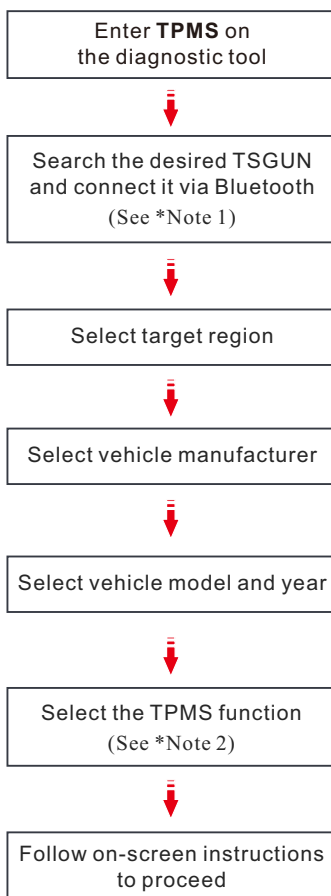 Enter TPMS on
the diagnostic tool
Search the desired TSGUN
and connect it via Bluetooth
(See *Note 1)
Select target region
Select vehicle manufacturer
Select vehicle model and year
Select the TPMS function
(See *Note 2)
Follow on-screen instructions
to proceed